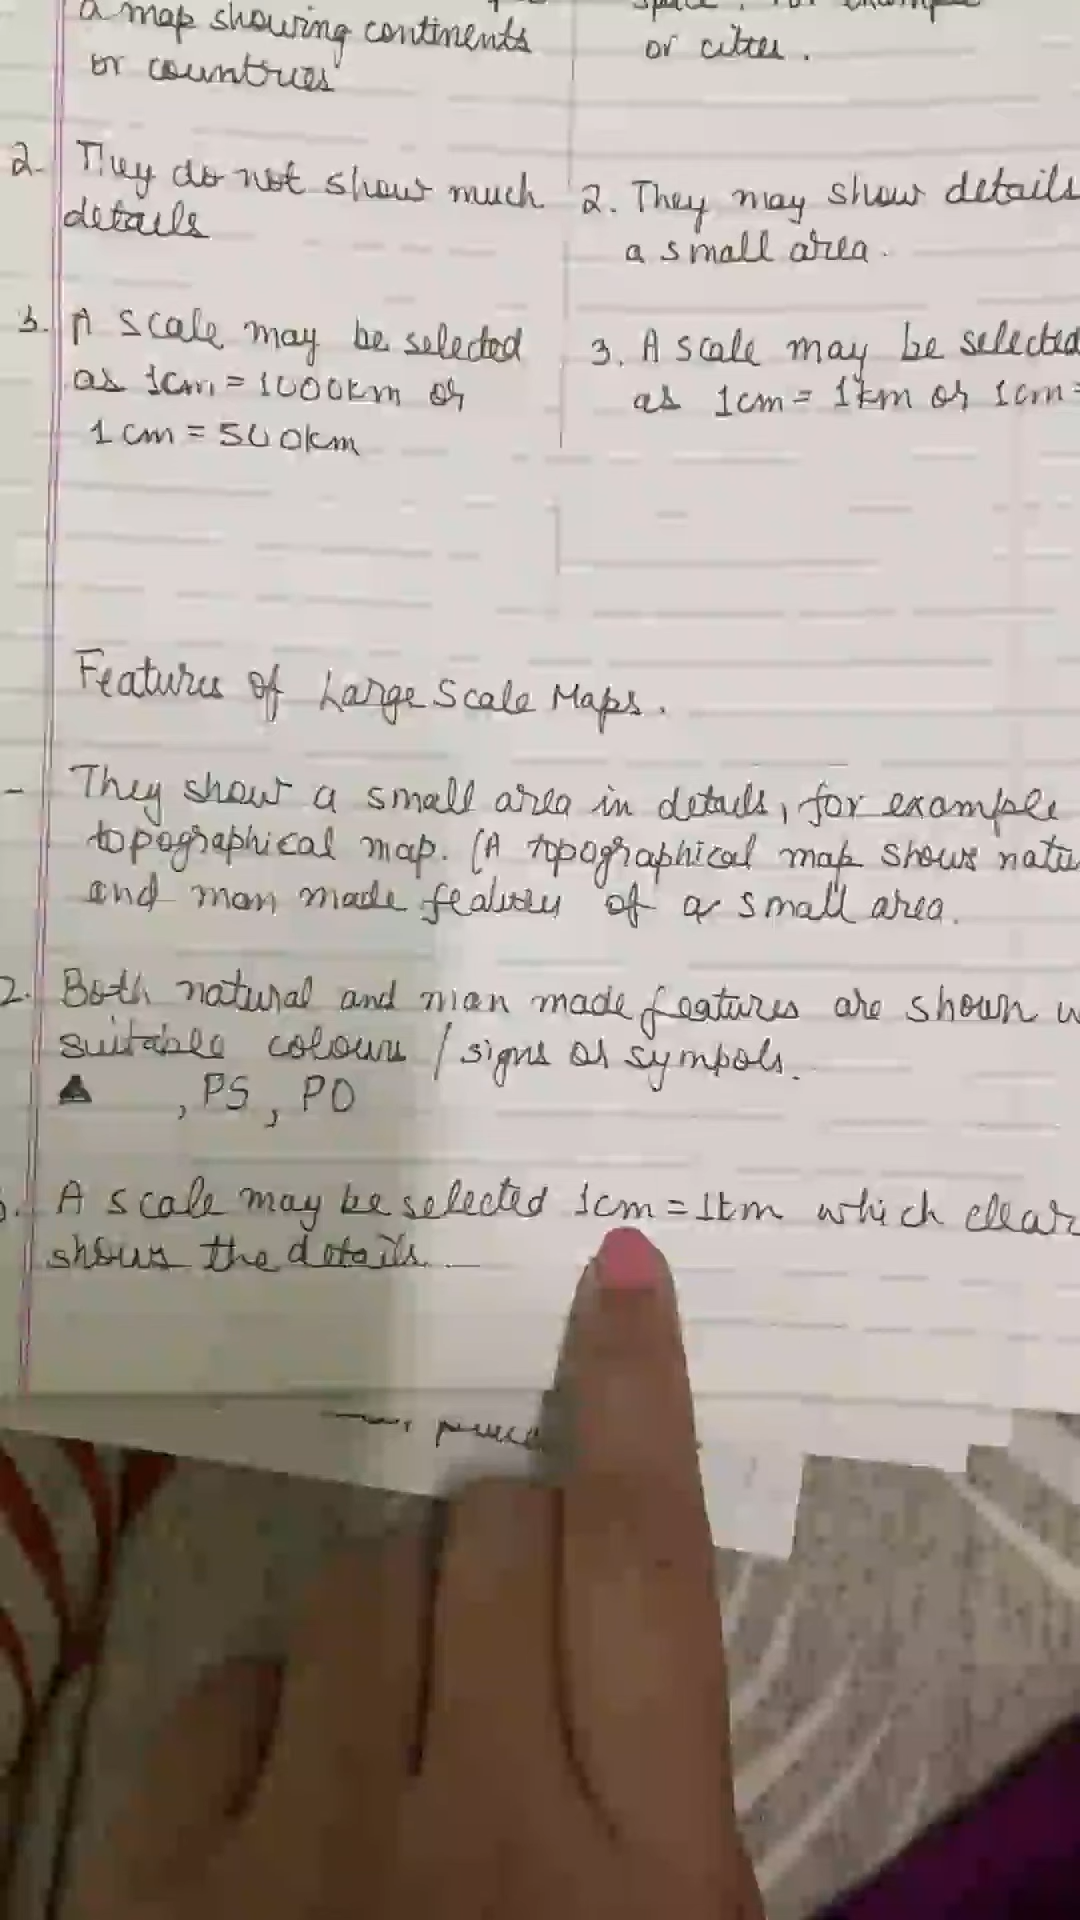 a map showing continents
or countries
or cities.
2. They do not show much
details
2. They may show details
a small area.
3. A scale may be selected
as 1cm = 1000km or
1cm = 500km
3. A scale may be selected
as 1cm = 1km or 1cm =
Features of Large Scale Maps.
- They show a small area in details, for example
topographical map. (A topographical map shows natu
and man made features of a small area.
2. Both natural and man made features are shown w
suitable colours / signs or symbols.
, PS, PO
A scale may be selected 1cm = 1km which clear
shows the details